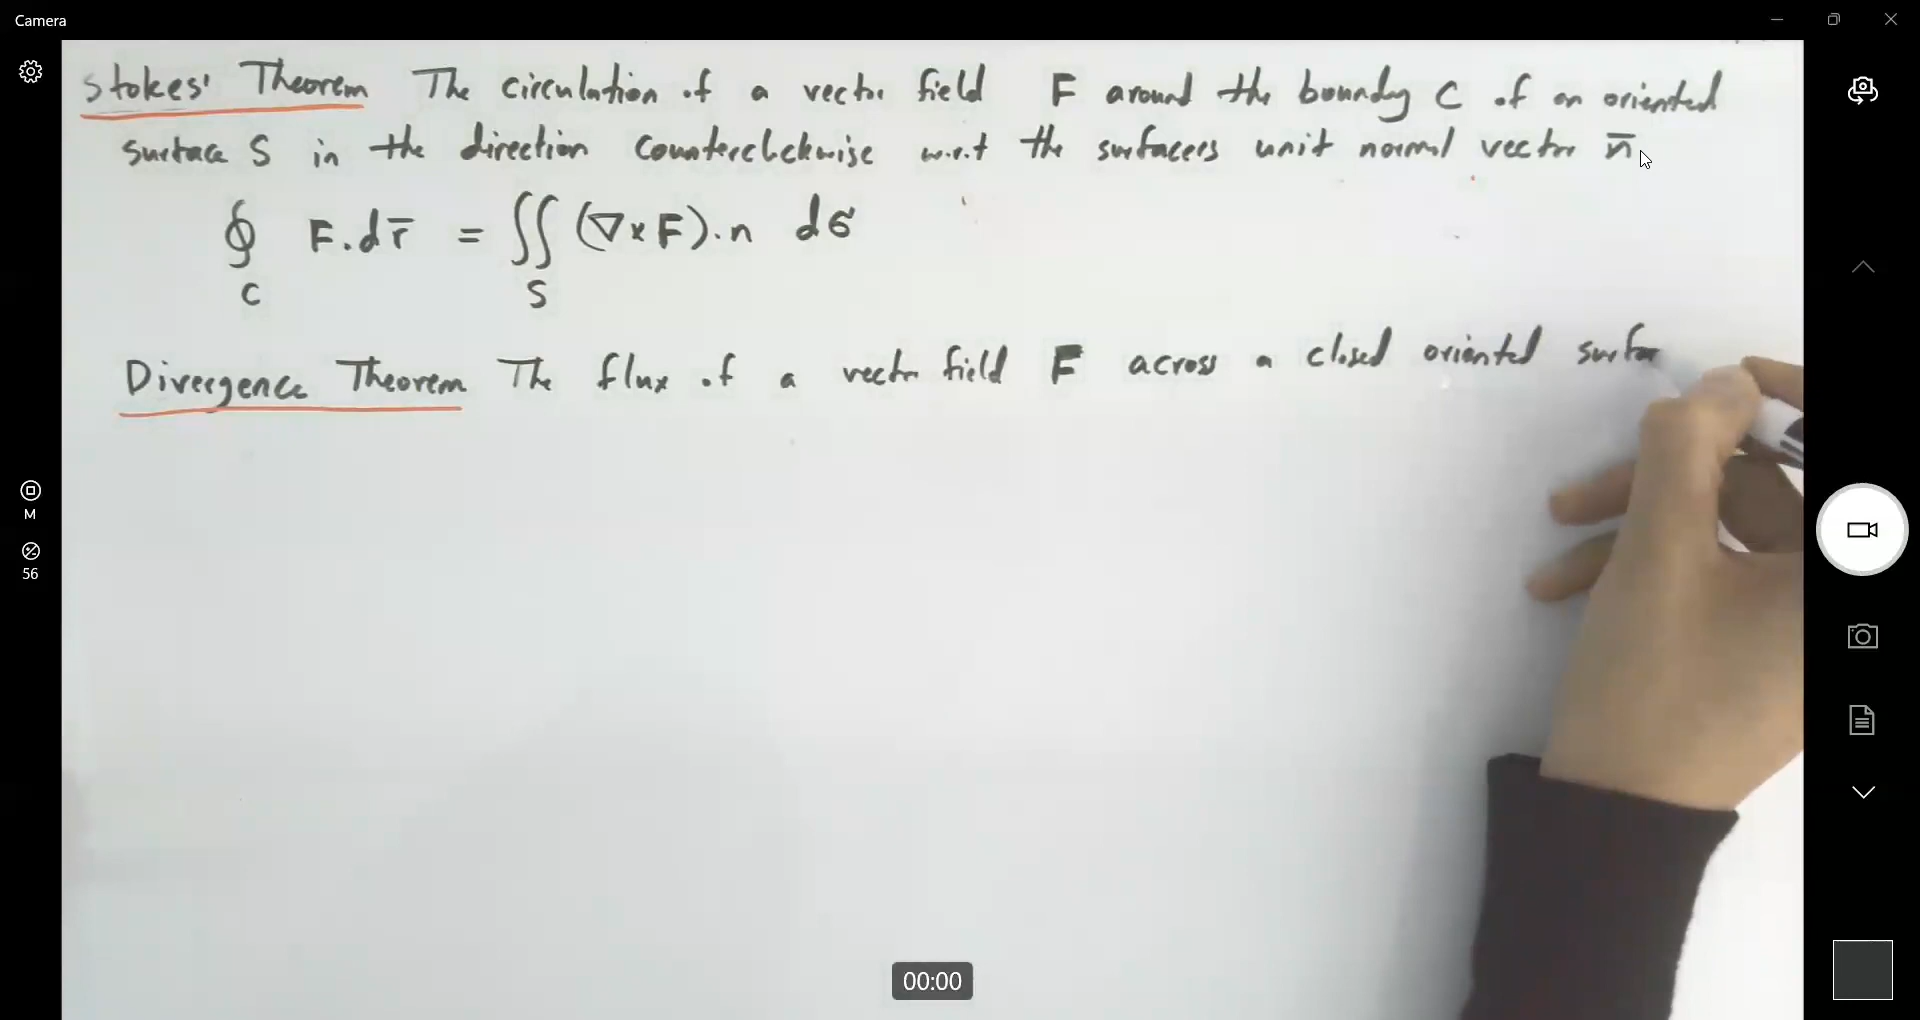 Camera
Stokes' Theorem The circulation of a vector field F around the boundary C of an oriented
surface S in the direction counterclockwise w.r.t the surfacers unit normal vector n̄
∮ F.dr̄ = ∬ (∇×F).n dσ
C S
Divergence Theorem The flux of a vector field F across a closed oriented surfac
M
56
00:00